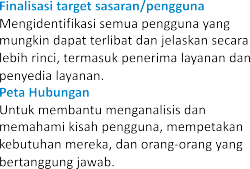 Finalisasi target sasaran/pengguna
Mengidentifikasi semua pengguna yang
mungkin dapat terlibat dan jelaskan secara
lebih rinci, termasuk penerima layanan dan
penyedia layanan.
Peta Hubungan
Untuk membantu menganalisis dan
memahami kisah pengguna, mempetakan
kebutuhan mereka, dan orang-orang yang
bertanggung jawab.